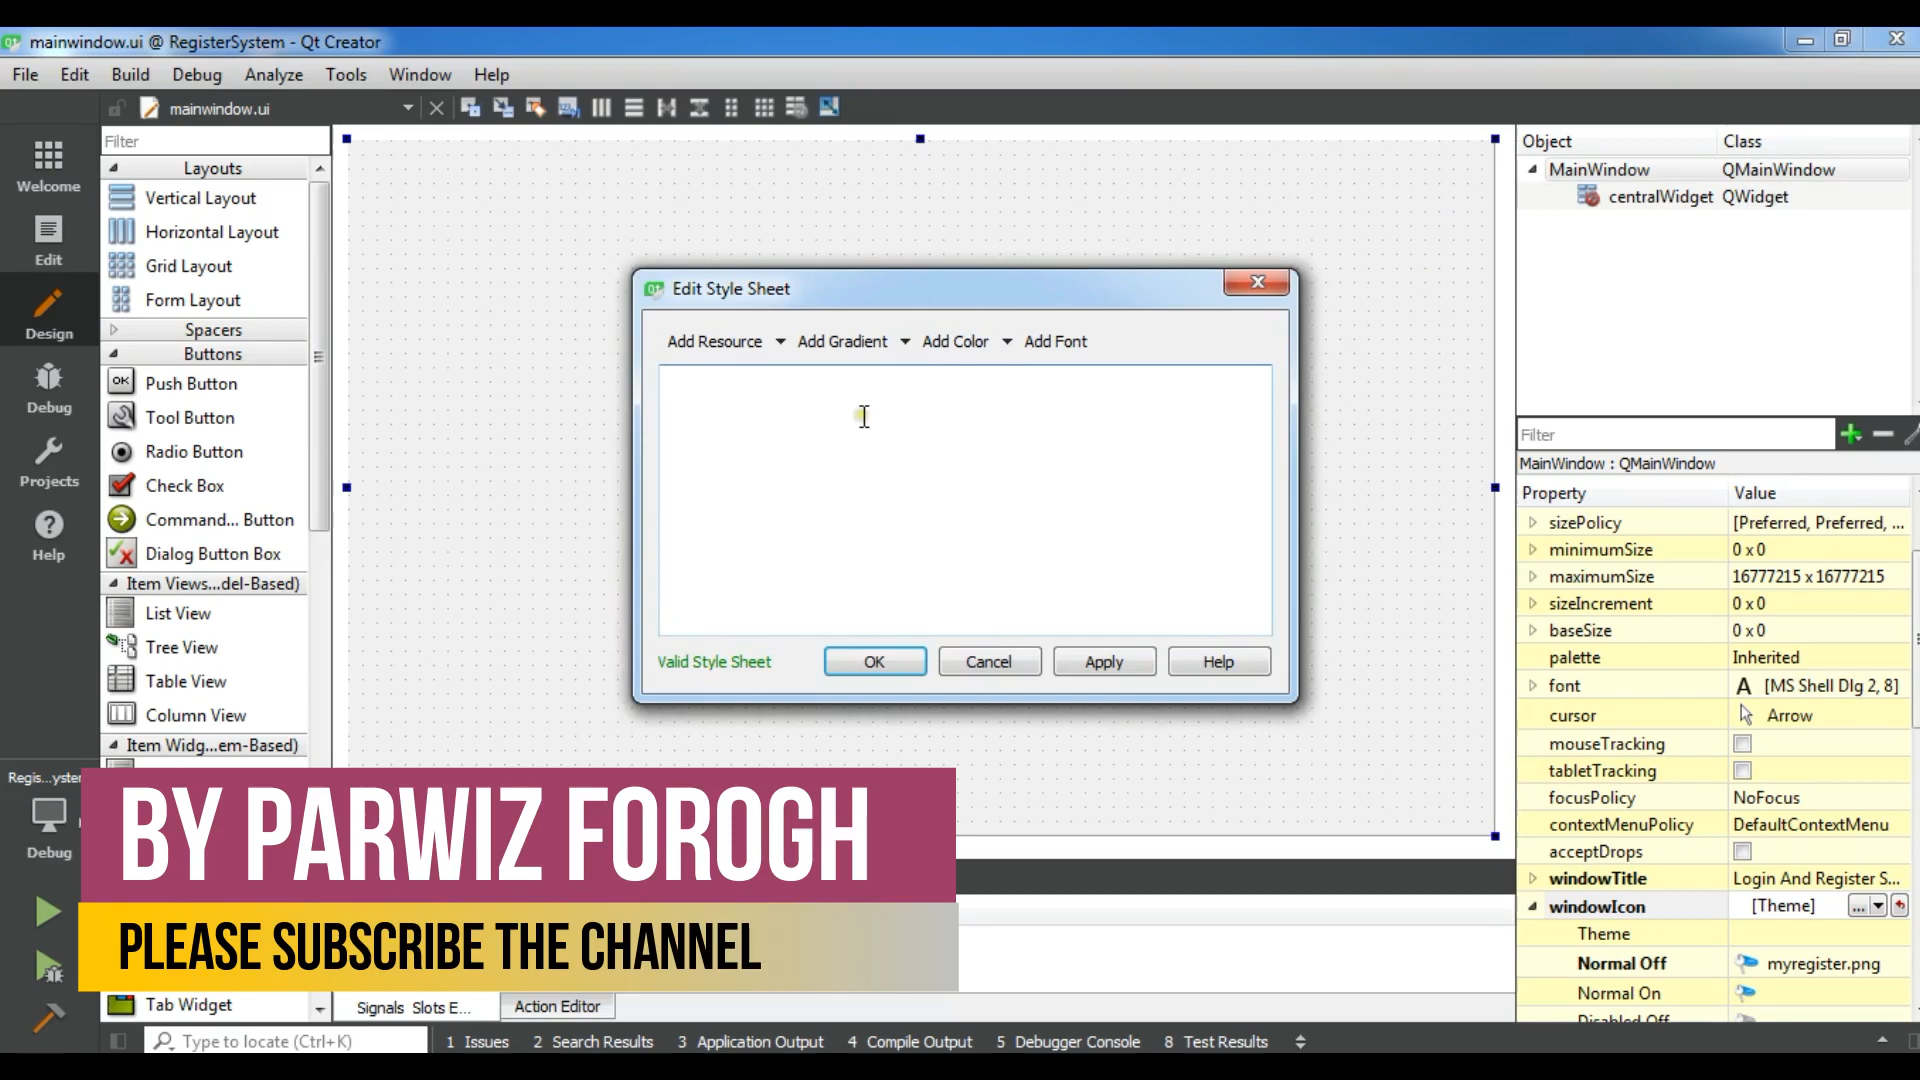 mainwindow.ui @ RegisterSystem - Qt Creator
File Edit Build Debug Analyze Tools Window Help
mainwindow.ui
Welcome
Edit
Design
Debug
Projects
Help
Regis...yster
Debug
Filter
Layouts
Vertical Layout
Horizontal Layout
Grid Layout
Form Layout
Spacers
Buttons
OK
Push Button
Tool Button
Radio Button
Check Box
Command... Button
Dialog Button Box
Item Views...del-Based)
List View
Tree View
Table View
Column View
Item Widg...em-Based)
Tab Widget
Edit Style Sheet
Add Resource Add Gradient Add Color Add Font
Valid Style Sheet OK Cancel Apply Help
Object Class
MainWindow QMainWindow
centralWidget QWidget
Filter
MainWindow : QMainWindow
Property Value
sizePolicy [Preferred, Preferred, ...
minimumSize 0 x 0
maximumSize 16777215 x 16777215
sizeIncrement 0 x 0
baseSize 0 x 0
palette Inherited
font A [MS Shell Dlg 2, 8]
cursor Arrow
mouseTracking
tabletTracking
focusPolicy NoFocus
contextMenuPolicy DefaultContextMenu
acceptDrops
windowTitle Login And Register S...
windowIcon [Theme] ...
Theme
Normal Off myregister.png
Normal On
Disabled Off
BY PARWIZ FOROGH
PLEASE SUBSCRIBE THE CHANNEL
Signals Slots E... Action Editor
Type to locate (Ctrl+K) 1 Issues 2 Search Results 3 Application Output 4 Compile Output 5 Debugger Console 8 Test Results